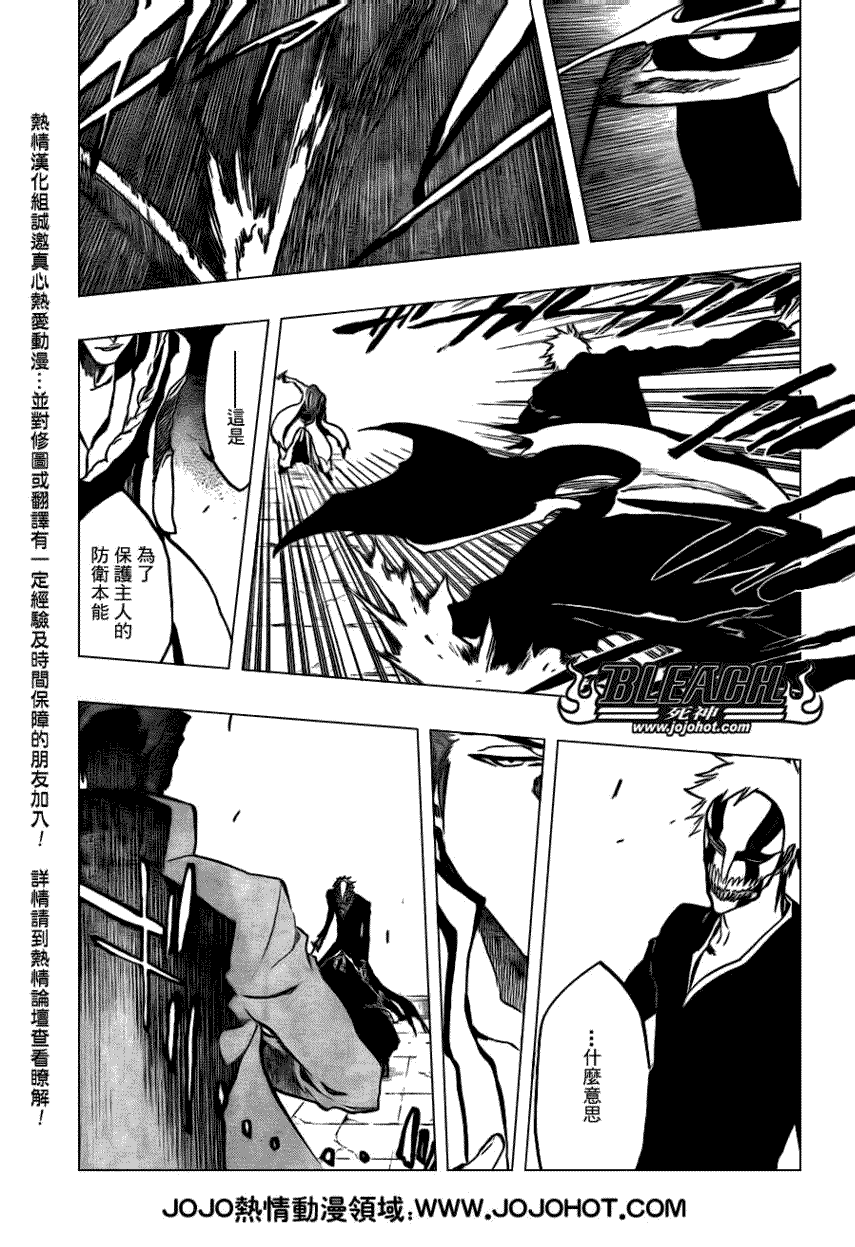 熱情漢化組誠邀真心熱愛動漫…並對修圖或翻譯有一定經驗及時間保障的朋友加入！ 詳情請到熱情論壇查看瞭解！
——這是
為了
保護主人的
防衛本能
BLEACH
死神
www.jojohot.com
…什麼意思
JOJO熱情動漫領域:WWW.JOJOHOT.COM